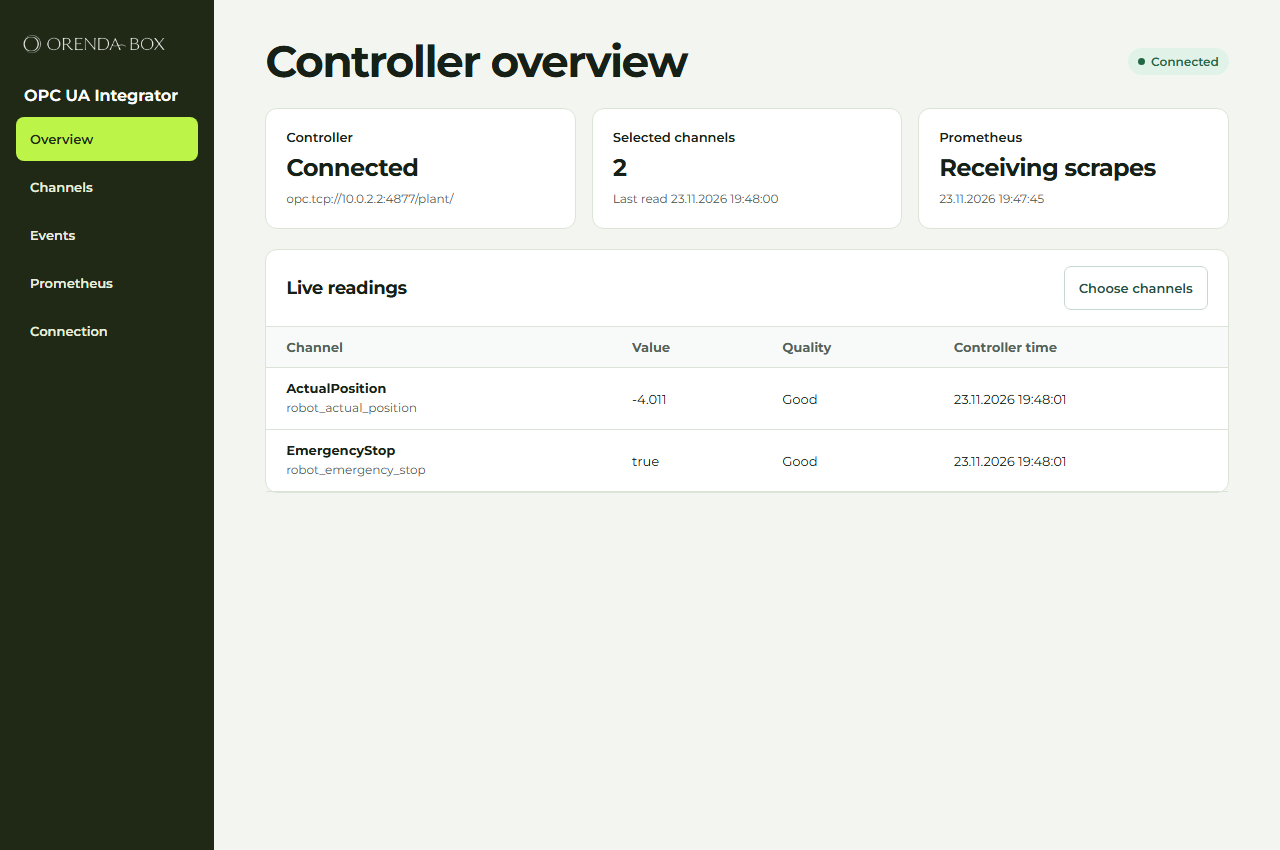 ORENDA BOX
OPC UA Integrator
Overview
Channels
Events
Prometheus
Connection
Controller overview
Connected
Controller
Connected
opc.tcp://10.0.2.2:4877/plant/
Selected channels
2
Last read 23.11.2026 19:48:00
Prometheus
Receiving scrapes
23.11.2026 19:47:45
Live readings
Choose channels
Channel Value Quality Controller time
ActualPosition
robot_actual_position
-4.011 Good 23.11.2026 19:48:01
EmergencyStop
robot_emergency_stop
true Good 23.11.2026 19:48:01